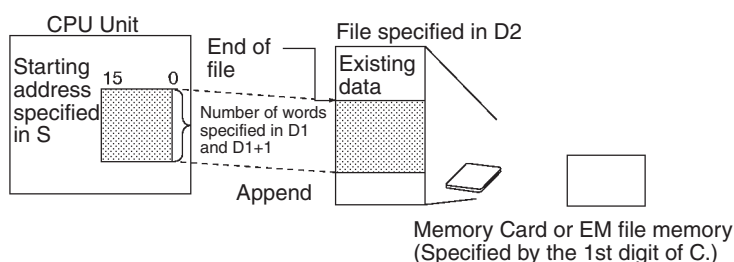 CPU Unit
Starting
address
specified
in S
15 0
End of
file
Number of words
specified in D1
and D1+1
Append
File specified in D2
Existing
data
Memory Card or EM file memory
(Specified by the 1st digit of C.)